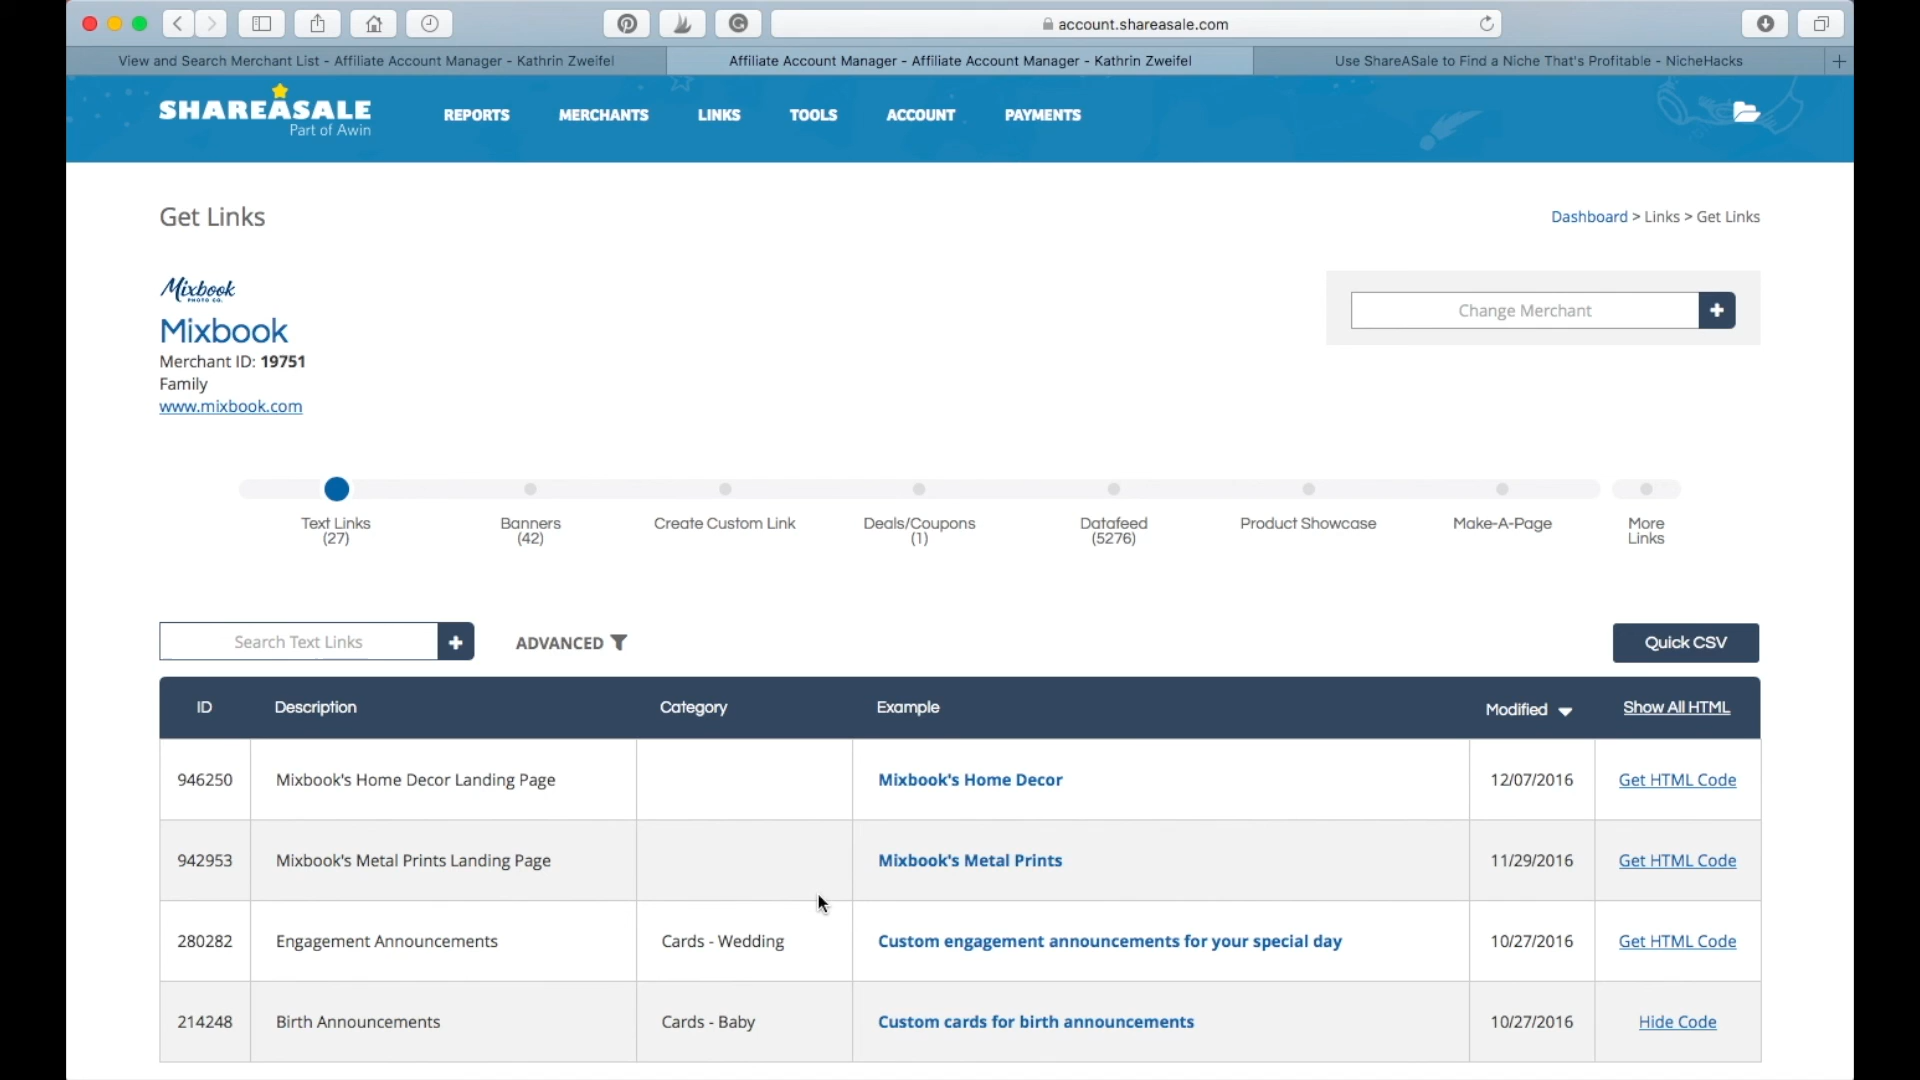 account.shareasale.com
View and Search Merchant List - Affiliate Account Manager - Kathrin Zweifel
Affiliate Account Manager - Affiliate Account Manager - Kathrin Zweifel
Use ShareASale to Find a Niche That's Profitable - NicheHacks
SHAREASALE
Part of Awin
REPORTS
MERCHANTS
LINKS
TOOLS
ACCOUNT
PAYMENTS
Get Links
Dashboard > Links > Get Links
Mixbook
PHOTO CO.
Mixbook
Merchant ID: 19751
Family
www.mixbook.com
Change Merchant
Text Links
(27)
Banners
(42)
Create Custom Link
Deals/Coupons
(1)
Datafeed
(5276)
Product Showcase
Make-A-Page
More
Links
Search Text Links
ADVANCED
Quick CSV
ID Description Category Example Modified Show All HTML
946250 Mixbook's Home Decor Landing Page Mixbook's Home Decor 12/07/2016 Get HTML Code
942953 Mixbook's Metal Prints Landing Page Mixbook's Metal Prints 11/29/2016 Get HTML Code
280282 Engagement Announcements Cards - Wedding Custom engagement announcements for your special day 10/27/2016 Get HTML Code
214248 Birth Announcements Cards - Baby Custom cards for birth announcements 10/27/2016 Hide Code